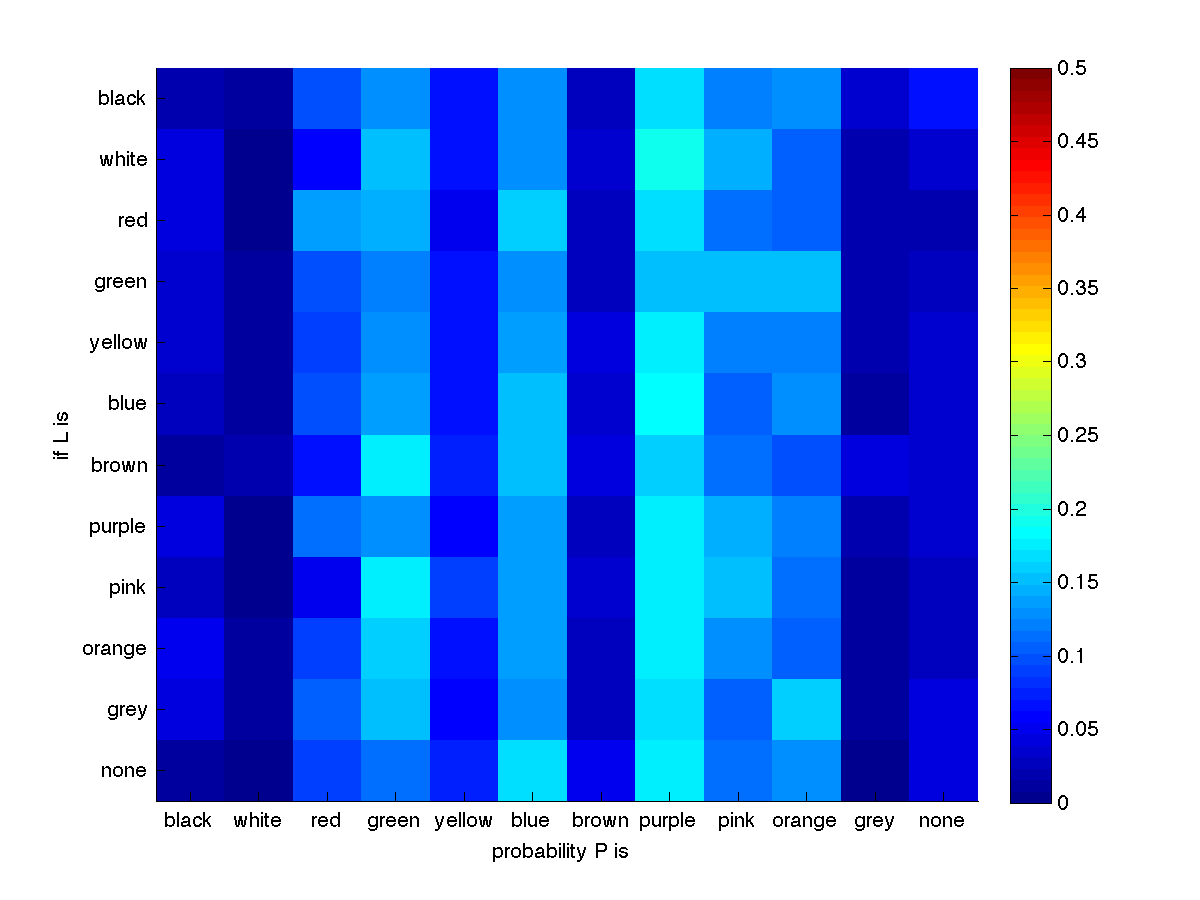 black
white
red
green
yellow
blue
brown
purple
pink
orange
grey
none
if L is
black white red green yellow blue brown purple pink orange grey none
probability P is
0.5
0.45
0.4
0.35
0.3
0.25
0.2
0.15
0.1
0.05
0